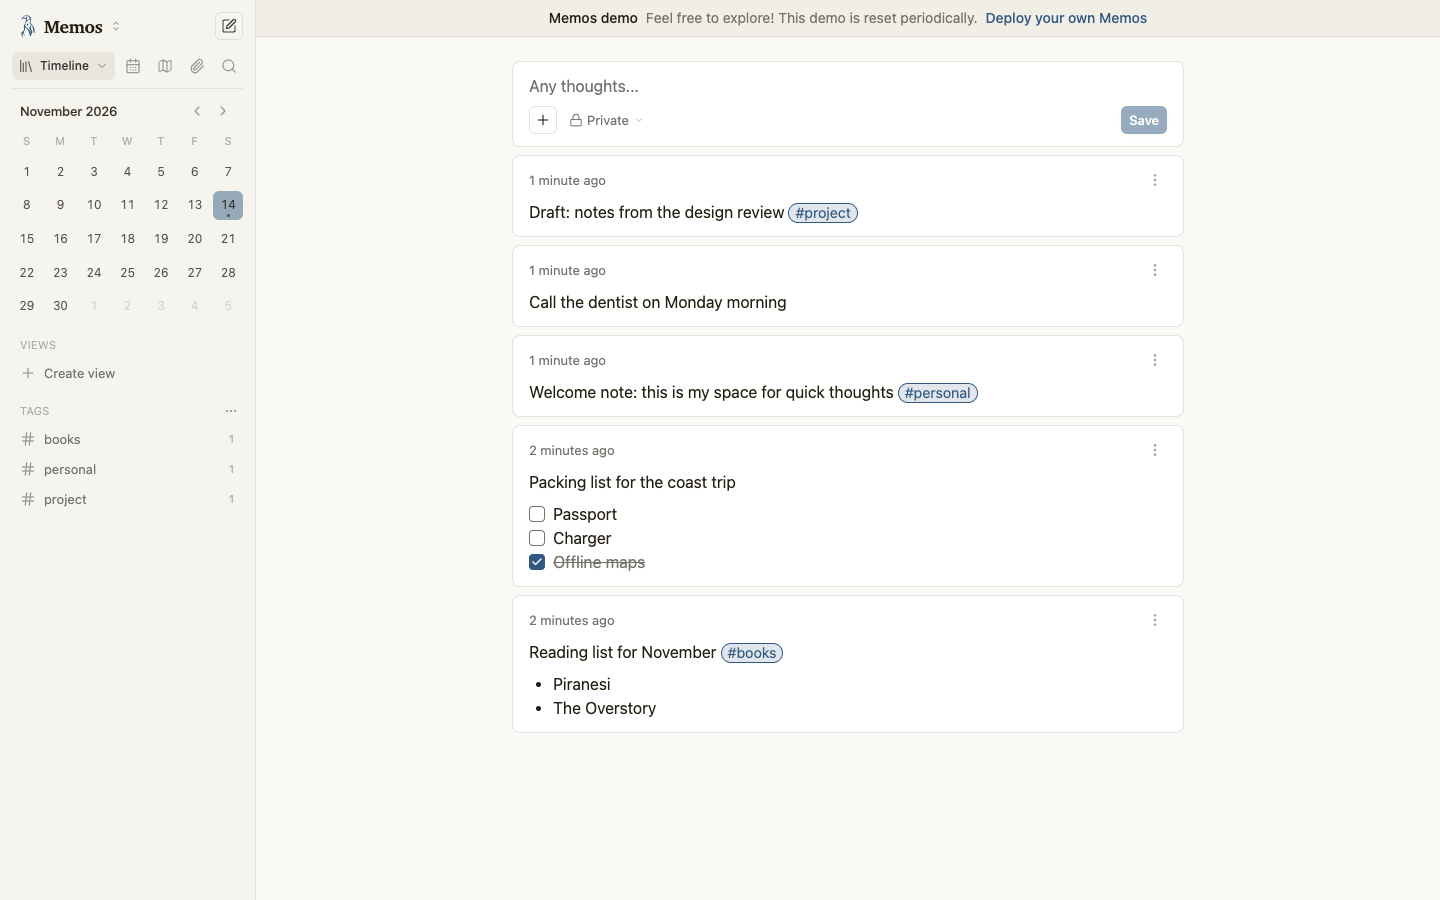 Memos
Timeline
November 2026
S M T W T F S
1 2 3 4 5 6 7
8 9 10 11 12 13 14
15 16 17 18 19 20 21
22 23 24 25 26 27 28
29 30 1 2 3 4 5
VIEWS
Create view
TAGS
books 1
personal 1
project 1
Memos demo Feel free to explore! This demo is reset periodically. Deploy your own Memos
Any thoughts...
Private
Save
1 minute ago
Draft: notes from the design review #project
1 minute ago
Call the dentist on Monday morning
1 minute ago
Welcome note: this is my space for quick thoughts #personal
2 minutes ago
Packing list for the coast trip
Passport
Charger
Offline maps
2 minutes ago
Reading list for November #books
• Piranesi
• The Overstory